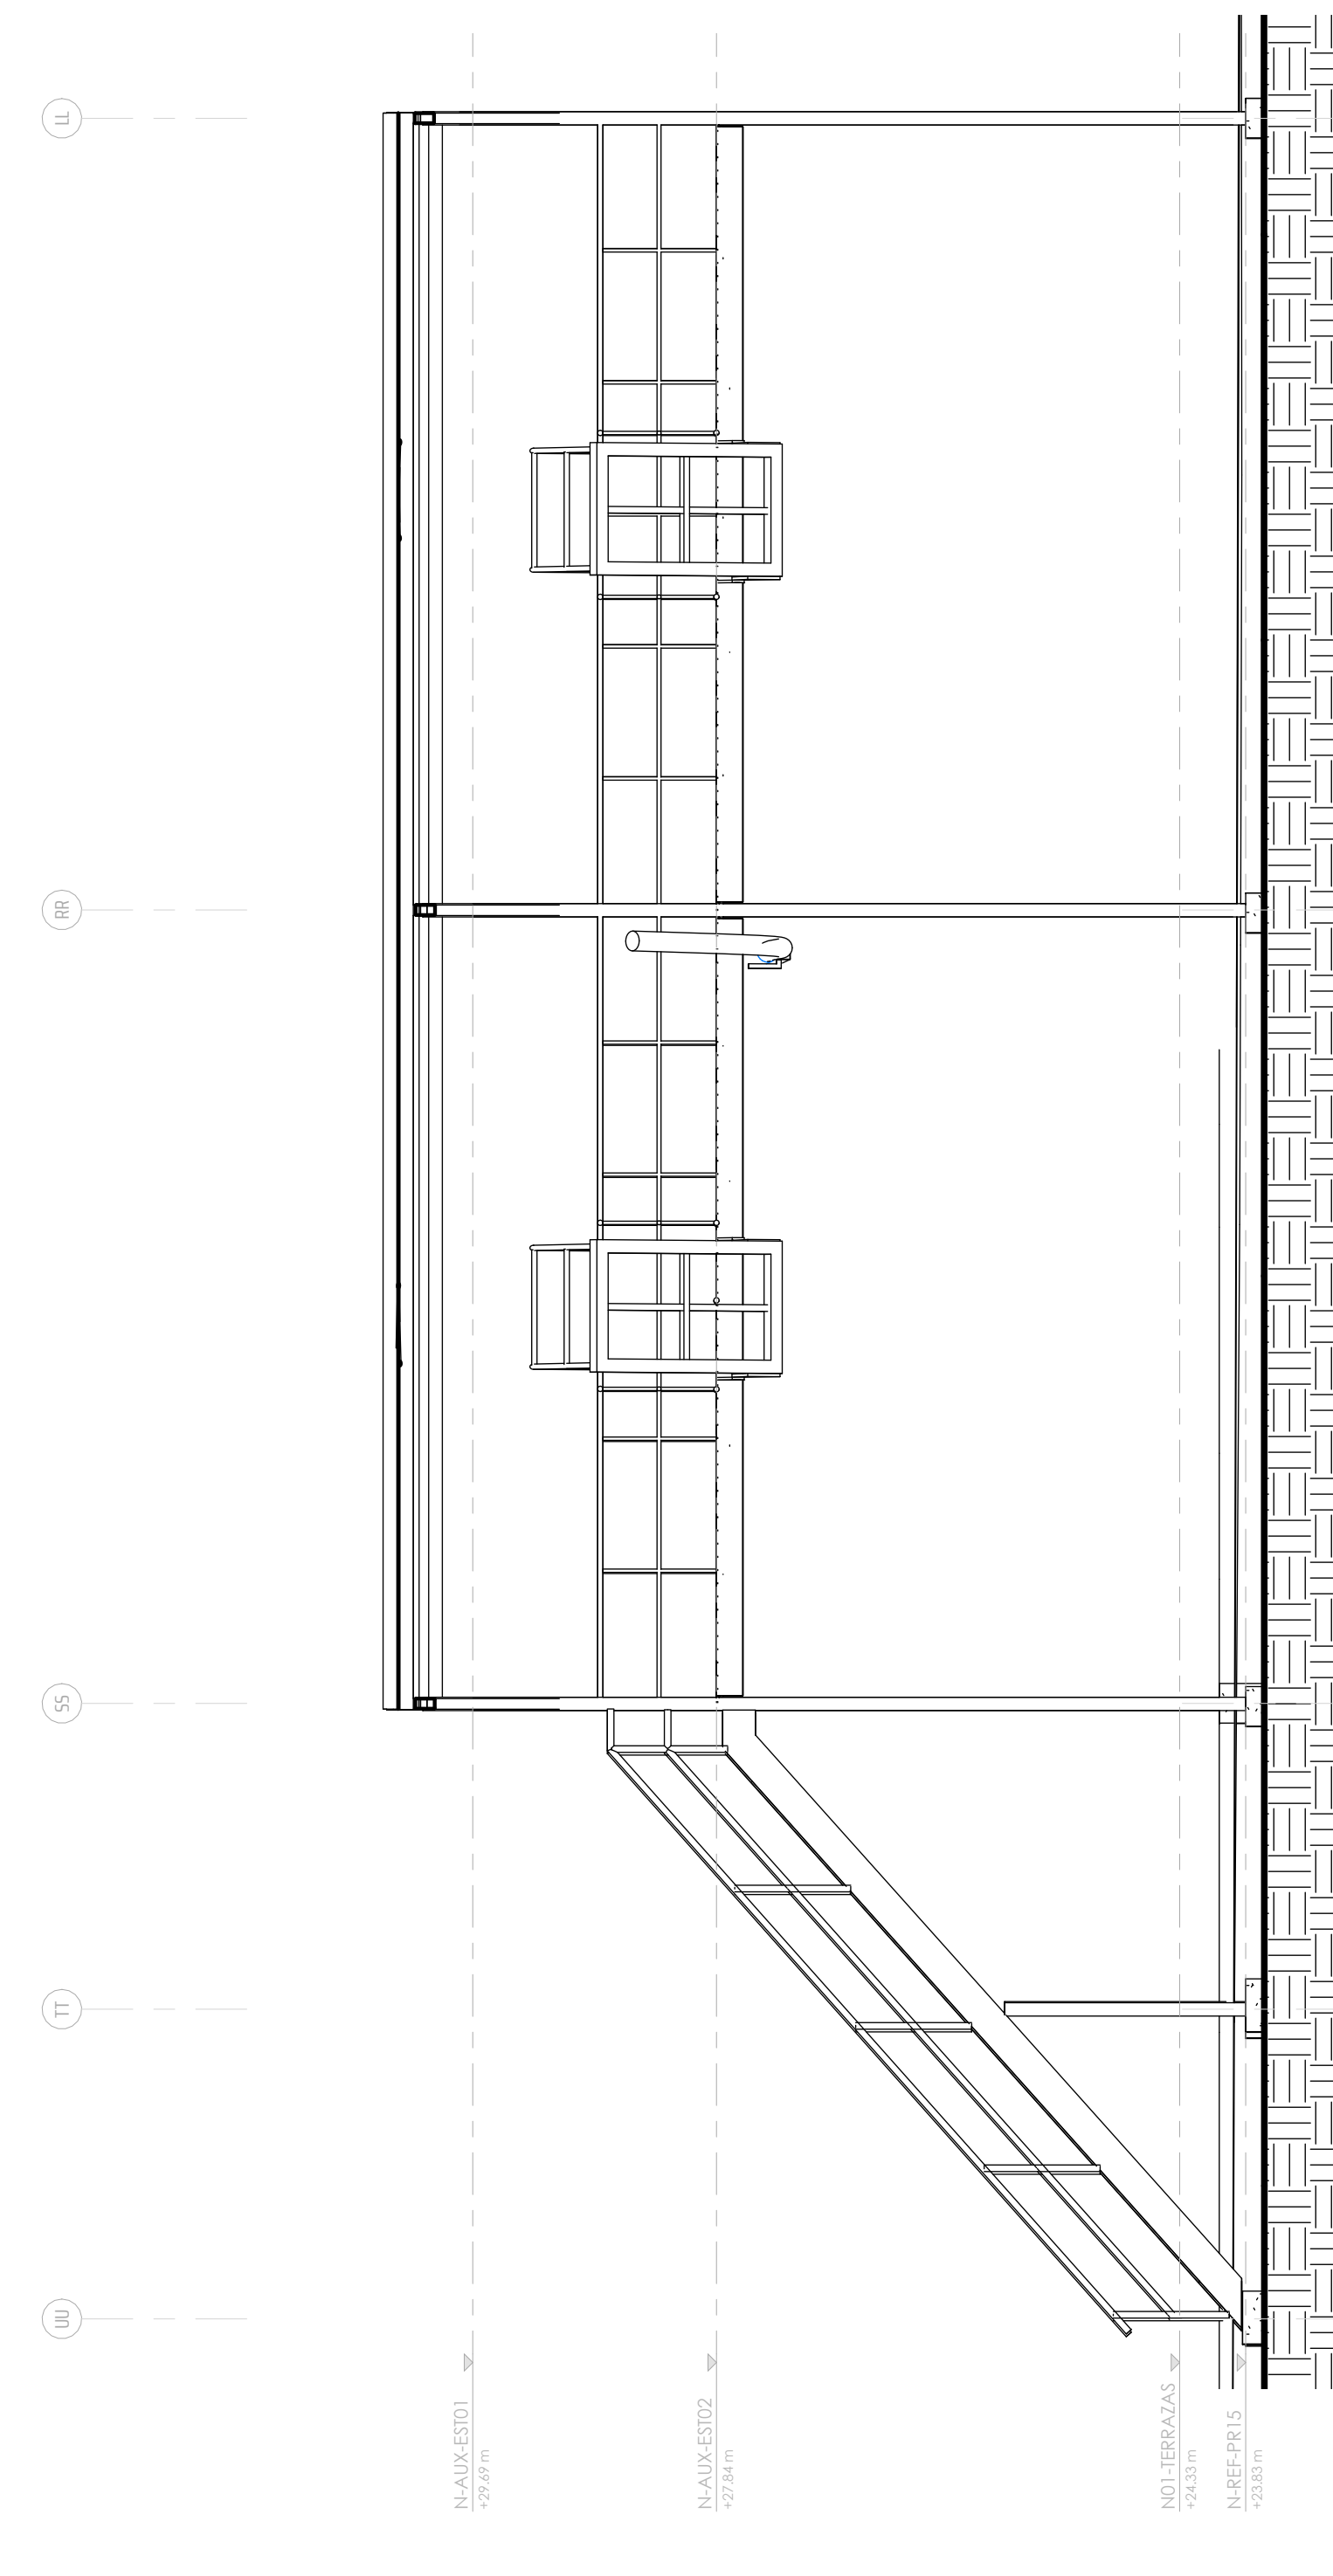 LL
RR
SS
TT
UU
N-AUX-EST01
+29.69 m
N-AUX-EST02
+27.84 m
N01-TERRAZAS
+24.33 m
N-REF-PR15
+23.83 m